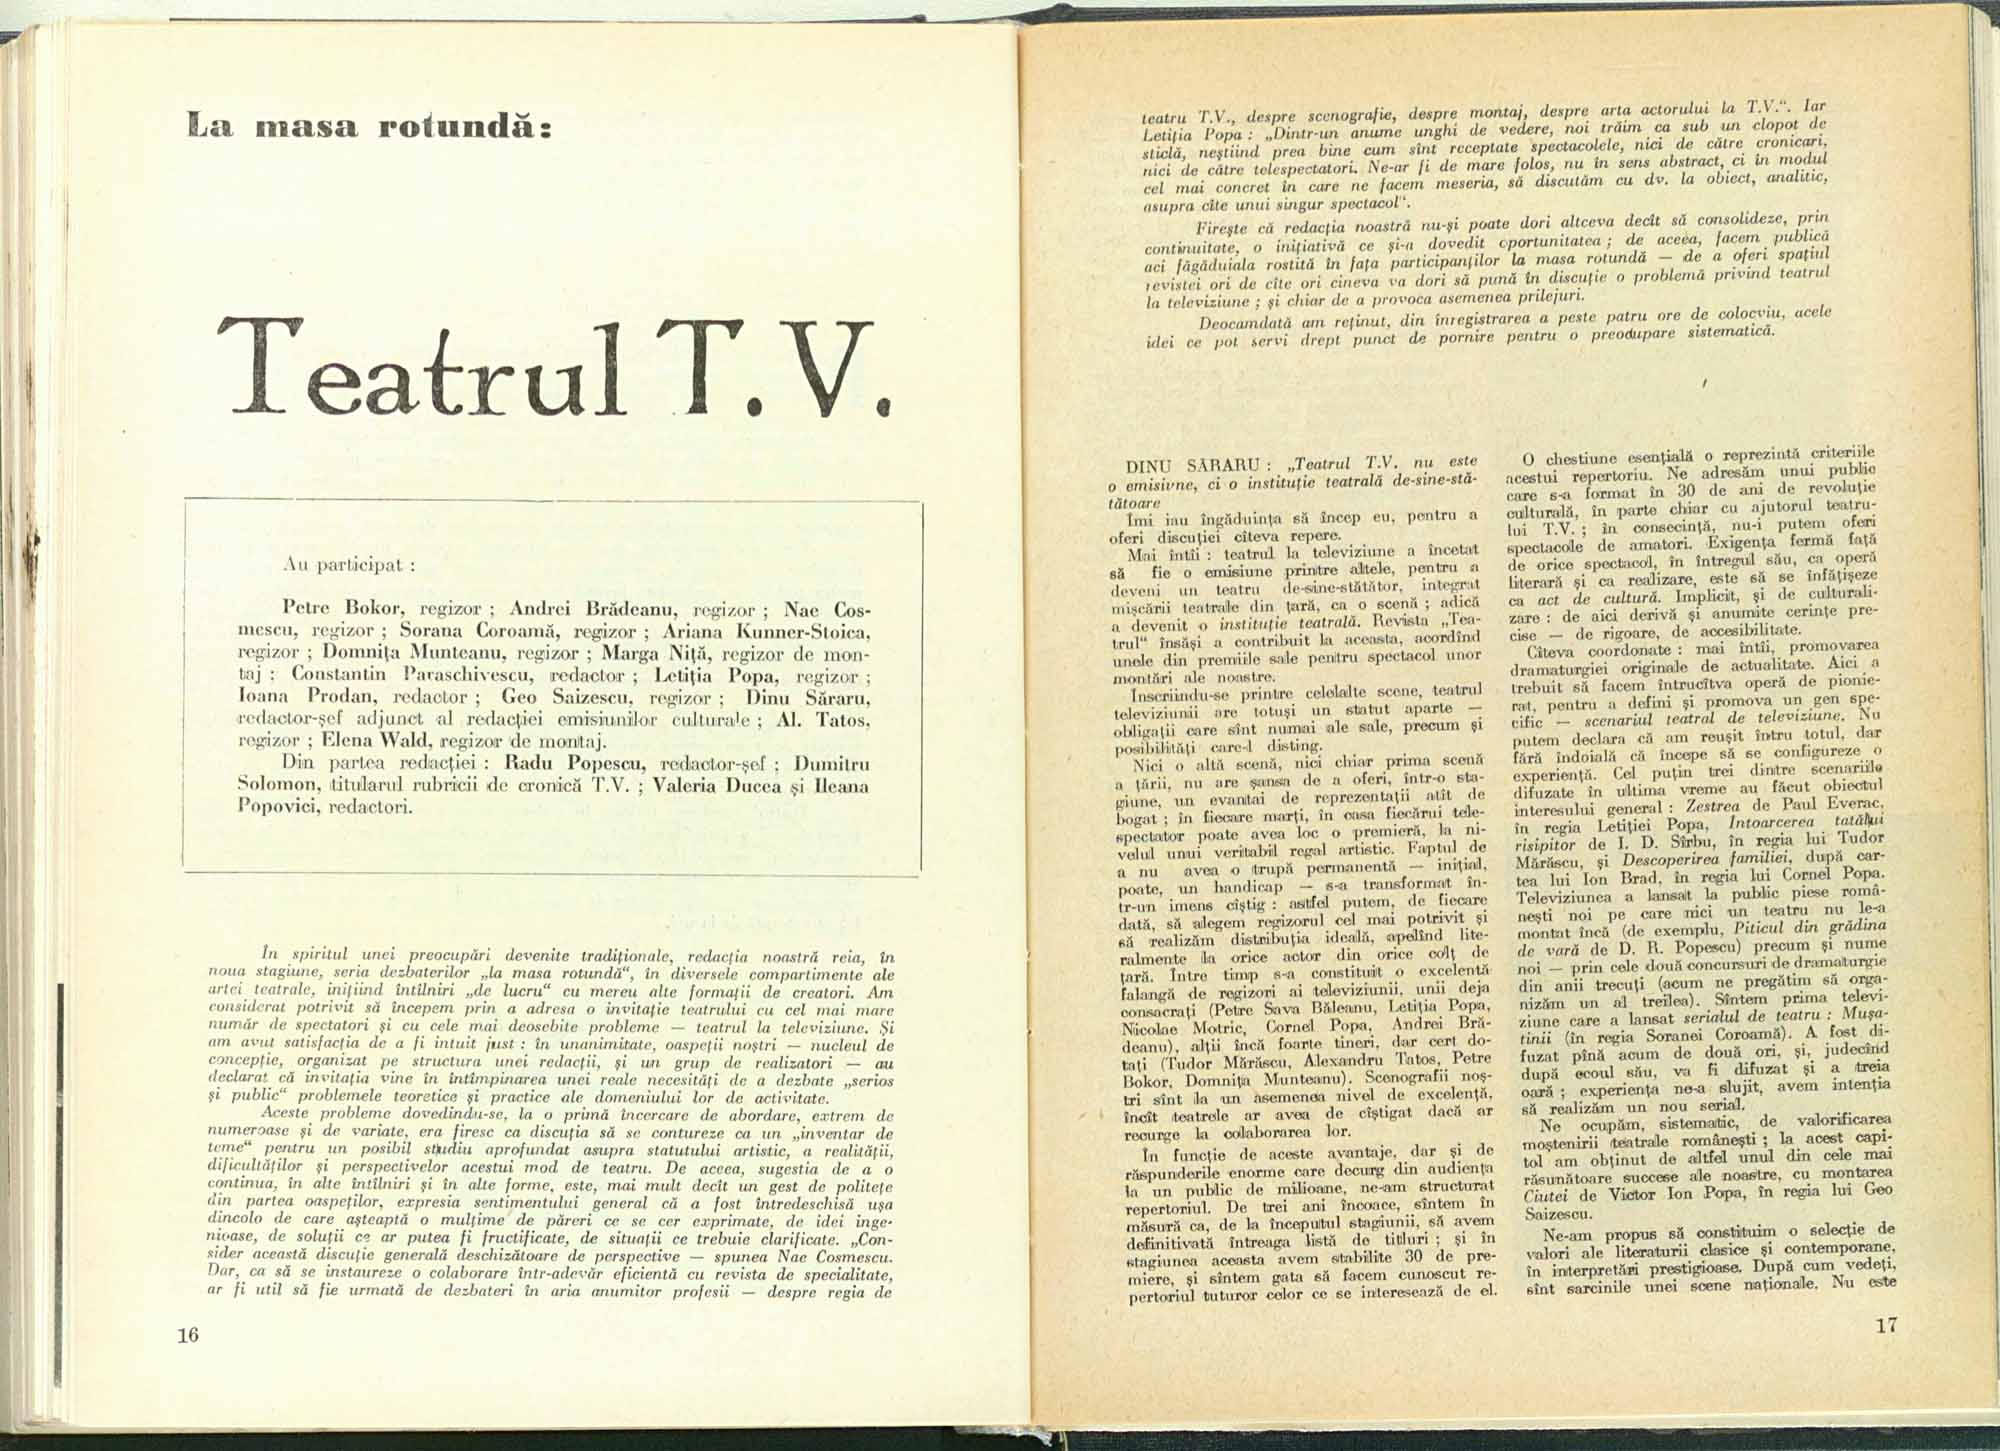 La masa rotundă:
Teatrul T.V.
Au participat :
Petre Bokor, regizor ; Andrei Brădeanu, regizor ; Nae Cos-
mescu, regizor ; Sorana Coroamă, regizor ; Ariana Kunner-Stoica,
regizor ; Domnița Munteanu, regizor ; Marga Niță, regizor de mon-
taj ; Constantin Paraschivescu, redactor ; Letiția Popa, regizor ;
Ioana Prodan, redactor ; Geo Saizescu, regizor ; Dinu Săraru,
redactor-șef adjunct al redacției emisiunilor culturale ; Al. Tatos,
regizor ; Elena Wald, regizor de montaj.
Din partea redacției : Radu Popescu, redactor-șef ; Dumitru
Solomon, titularul rubricii de cronică T.V. ; Valeria Ducea și Ileana
Popovici, redactori.
În spiritul unei preocupări devenite tradiționale, redacția noastră reia, în
noua stagiune, seria dezbaterilor „la masa rotundă“, în diversele compartimente ale
artei teatrale, inițiind întîlniri „de lucru“ cu mereu alte formații de creatori. Am
considerat potrivit să începem prin a adresa o invitație teatrului cu cel mai mare
număr de spectatori și cu cele mai deosebite probleme — teatrul la televiziune. Și
am avut satisfacția de a fi intuit just : în unanimitate, oaspeții noștri — nucleul de
concepție, organizat pe structura unei redacții, și un grup de realizatori — au
declarat că invitația vine în întîmpinarea unei reale necesități de a dezbate „serios
și public“ problemele teoretice și practice ale domeniului lor de activitate.
Aceste probleme dovedindu-se, la o primă încercare de abordare, extrem de
numeroase și de variate, era firesc ca discuția să se contureze ca un „inventar de
teme“ pentru un posibil studiu aprofundat asupra statutului artistic, a realității,
dificultăților și perspectivelor acestui mod de teatru. De aceea, sugestia de a o
continua, în alte întîlniri și în alte forme, este, mai mult decît un gest de politețe
din partea oaspeților, expresia sentimentului general că a fost întredeschisă ușa
dincolo de care așteaptă o mulțime de păreri ce se cer exprimate, de idei inge-
nioase, de soluții ce ar putea fi fructificate, de situații ce trebuie clarificate. „Con-
sider această discuție generală deschizătoare de perspective — spunea Nae Cosmescu.
Dar, ca să se instaureze o colaborare într-adevăr eficientă cu revista de specialitate,
ar fi util să fie urmată de dezbateri în aria anumitor profesii — despre regia de
16
teatru T.V., despre scenografie, despre montaj, despre arta actorului la T.V.“. Iar
Letiția Popa : „Dintr-un anume unghi de vedere, noi trăim ca sub un clopot de
sticlă, neștiind prea bine cum sînt receptate spectacolele, nici de către cronicari,
nici de către telespectatori. Ne-ar fi de mare folos, nu în sens abstract, ci în modul
cel mai concret în care ne facem meseria, să discutăm cu dv. la obiect, analitic,
asupra cîte unui singur spectacol“.
Firește că redacția noastră nu-și poate dori altceva decît să consolideze, prin
continuitate, o inițiativă ce și-a dovedit oportunitatea ; de aceea, facem publică
aci făgăduiala rostită în fața participanților la masa rotundă — de a oferi spațiul
revistei ori de cîte ori cineva va dori să pună în discuție o problemă privind teatrul
la televiziune ; și chiar de a provoca asemenea prilejuri.
Deocamdată am reținut, din înregistrarea a peste patru ore de colocviu, acele
idei ce pot servi drept punct de pornire pentru o preocupare sistematică.
DINU SĂRARU : „Teatrul T.V. nu este
o emisiune, ci o instituție teatrală de-sine-stă-
tătoare
Îmi iau îngăduința să încep eu, pentru a
oferi discuției cîteva repere.
Mai întîi : teatrul la televiziune a încetat
să fie o emisiune printre altele, pentru a
deveni un teatru de-sine-stătător, integrat
mișcării teatrale din țară, ca o scenă ; adică
a devenit o instituție teatrală. Revista „Tea-
trul“ însăși a contribuit la aceasta, acordînd
unele din premiile sale pentru spectacol unor
montări ale noastre.
Înscriindu-se printre celelalte scene, teatrul
televiziunii are totuși un statut aparte —
obligații care sînt numai ale sale, precum și
posibilități care-l disting.
Nici o altă scenă, nici chiar prima scenă
a țării, nu are șansa de a oferi, într-o sta-
giune, un evantai de reprezentații atît de
bogat ; în fiecare marți, în casa fiecărui tele-
spectator poate avea loc o premieră, la ni-
velul unui veritabil regal artistic. Faptul de
a nu avea o trupă permanentă — inițial,
poate, un handicap — s-a transformat în-
tr-un imens cîștig : astfel putem, de fiecare
dată, să alegem regizorul cel mai potrivit și
să realizăm distribuția ideală, apelînd lite-
ralmente la orice actor din orice colț de
țară. Între timp s-a constituit o excelentă
falangă de regizori ai televiziunii, unii deja
consacrați (Petre Sava Băleanu, Letiția Popa,
Nicolae Motric, Cornel Popa, Andrei Bră-
deanu), alții încă foarte tineri, dar cert do-
tați (Tudor Mărăscu, Alexandru Tatos, Petre
Bokor, Domnița Munteanu). Scenografii noș-
tri sînt la un asemenea nivel de excelență,
încît teatrele ar avea de cîștigat dacă ar
recurge la colaborarea lor.
În funcție de aceste avantaje, dar și de
răspunderile enorme care decurg din audiența
la un public de milioane, ne-am structurat
repertoriul. De trei ani încoace, sîntem în
măsură ca, de la începutul stagiunii, să avem
definitivată întreaga listă de titluri ; și în
stagiunea aceasta avem stabilite 30 de pre-
miere, și sîntem gata să facem cunoscut re-
pertoriul tuturor celor ce se interesează de el.
O chestiune esențială o reprezintă criteriile
acestui repertoriu. Ne adresăm unui public
care s-a format în 30 de ani de revoluție
culturală, în parte chiar cu ajutorul teatru-
lui T.V. ; în consecință, nu-i putem oferi
spectacole de amatori. Exigența fermă față
de orice spectacol, în întregul său, ca operă
literară și ca realizare, este să se înfățișeze
ca act de cultură. Implicit, și de culturali-
zare : de aici derivă și anumite cerințe pre-
cise — de rigoare, de accesibilitate.
Cîteva coordonate : mai întîi, promovarea
dramaturgiei originale de actualitate. Aici a
trebuit să facem întrucîtva operă de pionie-
rat, pentru a defini și promova un gen spe-
cific — scenariul teatral de televiziune. Nu
putem declara că am reușit întru totul, dar
fără îndoială că începe să se configureze o
experiență. Cel puțin trei dintre scenariile
difuzate în ultima vreme au făcut obiectul
interesului general : Zestrea de Paul Everac,
în regia Letiției Popa, Întoarcerea tatălui
risipitor de I. D. Sîrbu, în regia lui Tudor
Mărăscu, și Descoperirea familiei, după car-
tea lui Ion Brad, în regia lui Cornel Popa.
Televiziunea a lansat la public piese româ-
nești noi pe care nici un teatru nu le-a
montat încă (de exemplu, Piticul din grădina
de vară de D. R. Popescu) precum și nume
noi — prin cele două concursuri de dramaturgie
din anii trecuți (acum ne pregătim să orga-
nizăm un al treilea). Sîntem prima televi-
ziune care a lansat serialul de teatru : Mușa-
tinii (în regia Soranei Coroamă). A fost di-
fuzat pînă acum de două ori, și, judecînd
după ecoul său, va fi difuzat și a treia
oară ; experiența ne-a slujit, avem intenția
să realizăm un nou serial.
Ne ocupăm, sistematic, de valorificarea
moștenirii teatrale românești ; la acest capi-
tol am obținut de altfel unul din cele mai
răsunătoare succese ale noastre, cu montarea
Ciutei de Victor Ion Popa, în regia lui Geo
Saizescu.
Ne-am propus să constituim o selecție de
valori ale literaturii clasice și contemporane,
în interpretări prestigioase. După cum vedeți,
sînt sarcinile unei scene naționale. Nu este
17